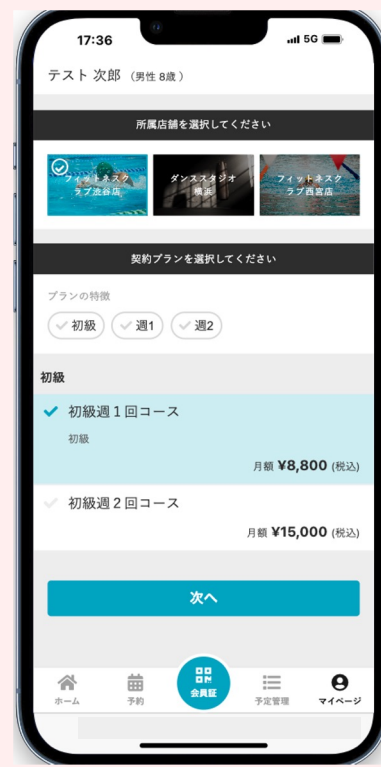 17:36
5G
テスト 次郎 (男性 8歳 )
所属店舗を選択してください
フィットネスク
ラブ渋谷店
ダンススタジオ
横浜
フィットネスク
ラブ西宮店
契約プランを選択してください
プランの特徴
初級
週1
週2
初級
初級週1回コース
初級
月額 ¥8,800 (税込)
初級週2回コース
月額 ¥15,000 (税込)
次へ
ホーム
予約
会員証
予定管理
マイページ